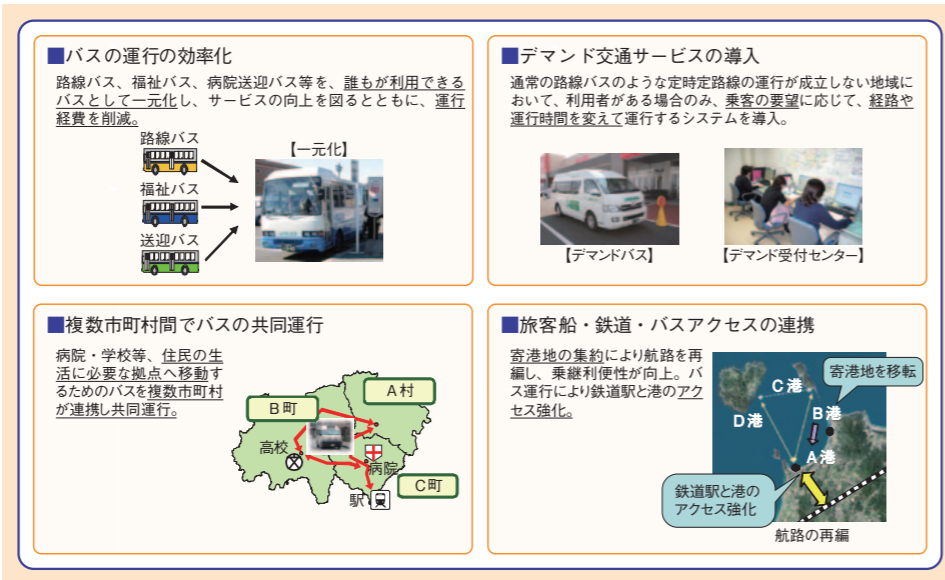 ■バスの運行の効率化
路線バス、福祉バス、病院送迎バス等を、誰もが利用できる
バスとして一元化し、サービスの向上を図るとともに、運行
経費を削減。
路線バス
福祉バス
送迎バス
【一元化】
■デマンド交通サービスの導入
通常の路線バスのような定時定路線の運行が成立しない地域に
おいて、利用者がある場合のみ、乗客の要望に応じて、経路や
運行時間を変えて運行するシステムを導入。
【デマンドバス】
【デマンド受付センター】
■複数市町村間でバスの共同運行
病院・学校等、住民の生
活に必要な拠点へ移動す
るためのバスを複数市町村
が連携し共同運行。
A村
B町
高校
病院
C町
駅
■旅客船・鉄道・バスアクセスの連携
寄港地の集約により航路を再
編し、乗継利便性が向上。バ
ス運行により鉄道駅と港のアク
セス強化。
寄港地を移転
C港
B港
D港
A港
鉄道駅と港の
アクセス強化
航路の再編